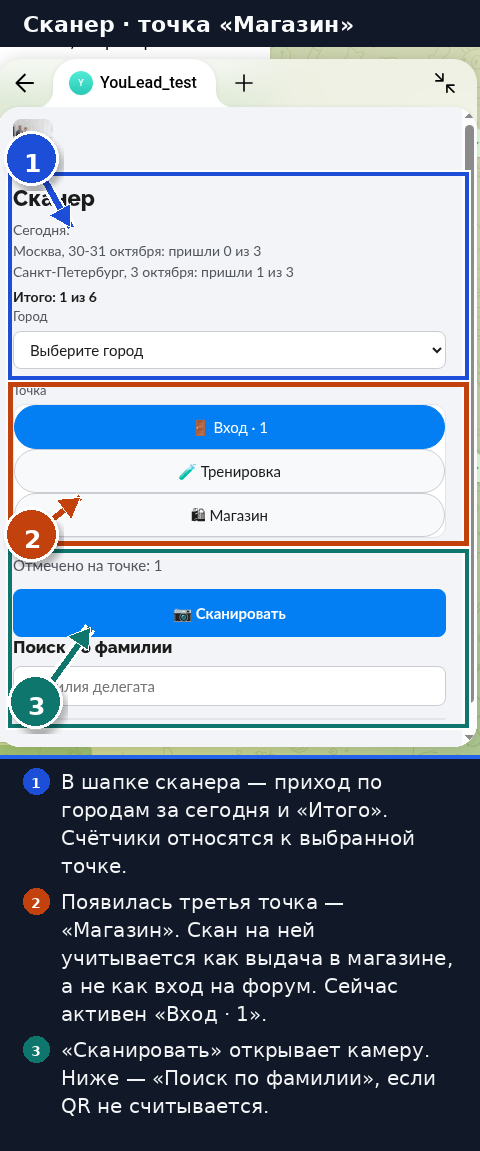 Сканер · точка «Магазин»
Y YouLead_test
1
Сканер
Сегодня:
Москва, 30-31 октября: пришли 0 из 3
Санкт-Петербург, 3 октября: пришли 1 из 3
Итого: 1 из 6
Город
Выберите город
Точка
Вход · 1
Тренировка
Магазин
2
Отмечено на точке: 1
Сканировать
Поиск фамилии
делегата
3
1 В шапке сканера — приход по
городам за сегодня и «Итого».
Счётчики относятся к выбранной
точке.
2 Появилась третья точка —
«Магазин». Скан на ней
учитывается как выдача в магазине,
а не как вход на форум. Сейчас
активен «Вход · 1».
3 «Сканировать» открывает камеру.
Ниже — «Поиск по фамилии», если
QR не считывается.